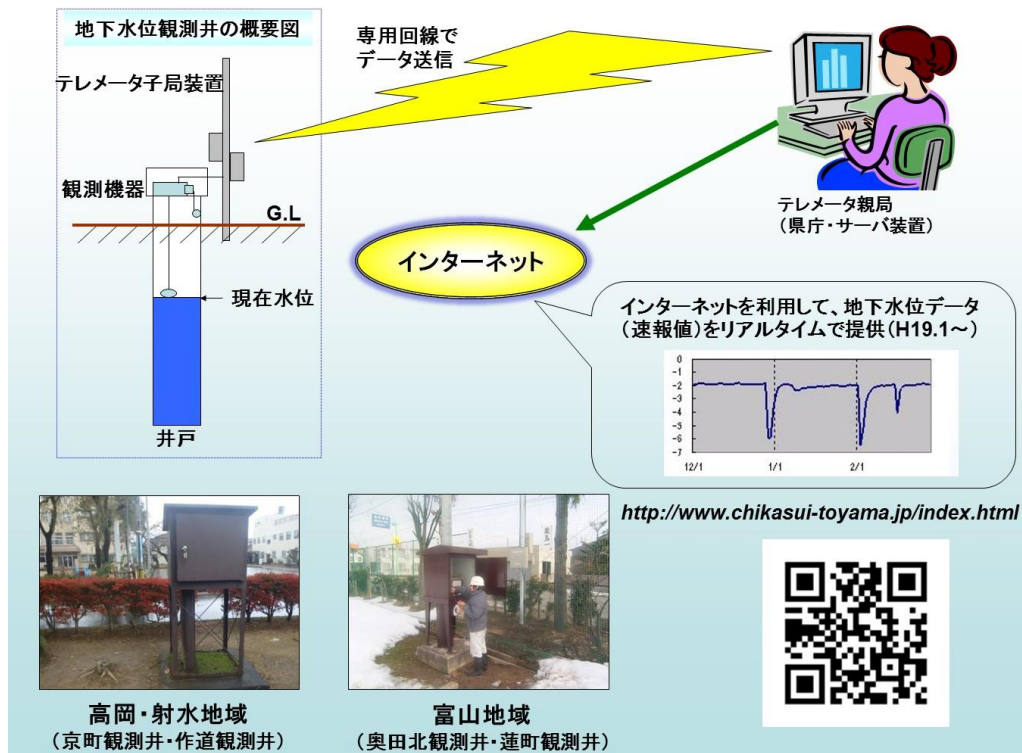 地下水位観測井の概要図
専用回線で
データ送信
テレメータ子局装置
観測機器
G.L
現在水位
井戸
テレメータ親局
(県庁・サーバ装置)
インターネット
インターネットを利用して、地下水位データ
(速報値)をリアルタイムで提供(H19.1～)
0
-1
-2
-3
-4
-5
-6
-7
12/1 1/1 2/1
http://www.chikasui-toyama.jp/index.html
高岡・射水地域
(京町観測井・作道観測井)
富山地域
(奥田北観測井・蓮町観測井)